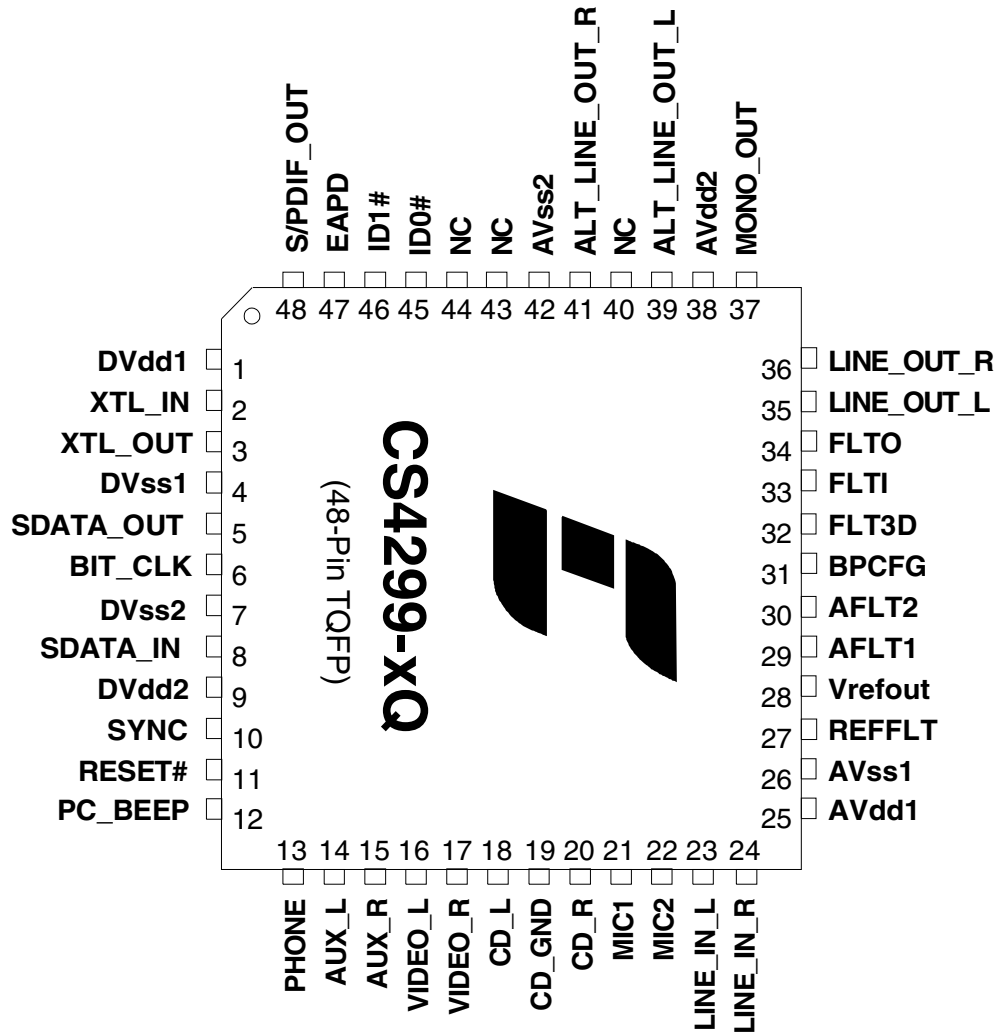 S/PDIF_OUT
EAPD
ID1#
ID0#
NC
NC
AVss2
ALT_LINE_OUT_R
NC
ALT_LINE_OUT_L
AVdd2
MONO_OUT
48 47 46 45 44 43 42 41 40 39 38 37
DVdd1 1
XTL_IN 2
XTL_OUT 3
DVss1 4
SDATA_OUT 5
BIT_CLK 6
DVss2 7
SDATA_IN 8
DVdd2 9
SYNC 10
RESET# 11
PC_BEEP 12
CS4299-xQ
(48-Pin TQFP)
36 LINE_OUT_R
35 LINE_OUT_L
34 FLTO
33 FLTI
32 FLT3D
31 BPCFG
30 AFLT2
29 AFLT1
28 Vrefout
27 REFFLT
26 AVss1
25 AVdd1
13 14 15 16 17 18 19 20 21 22 23 24
PHONE
AUX_L
AUX_R
VIDEO_L
VIDEO_R
CD_L
CD_GND
CD_R
MIC1
MIC2
LINE_IN_L
LINE_IN_R